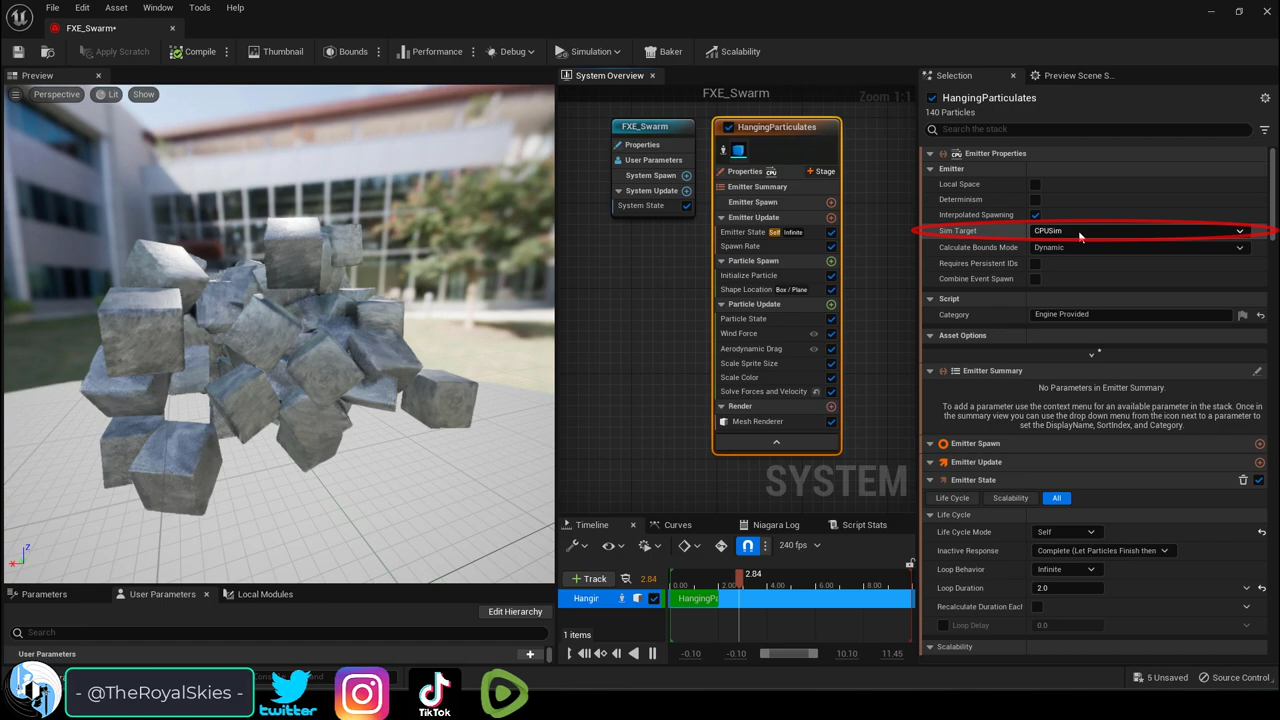 File Edit Asset Window Tools Help
FXE_Swarm*
Apply Scratch Compile Thumbnail Bounds Performance Debug Simulation Baker Scalability
Preview
Perspective Lit Show
Z
X
Parameters User Parameters Local Modules
Edit Hierarchy
Search
User Parameters
System Overview
FXE_Swarm
Zoom 1:1
FXE_Swarm
Properties
User Parameters
System Spawn
System Update
System State
HangingParticulates
Properties CPU Stage
Emitter Summary
Emitter Spawn
Emitter Update
Emitter State Self Infinite
Spawn Rate
Particle Spawn
Initialize Particle
Shape Location Box / Plane
Particle Update
Particle State
Wind Force
Aerodynamic Drag
Scale Sprite Size
Scale Color
Solve Forces and Velocity
Render
Mesh Renderer
SYSTEM
Timeline Curves Niagara Log Script Stats
240 fps
+ Track 2.84
2.84
0.00 2.00 4.00 6.00 8.00
Hangir
HangingPa
1 items
-0.10 -0.10 10.10 11.45
Selection Preview Scene S...
HangingParticulates
140 Particles
Search the stack
CPU Emitter Properties
Emitter
Local Space
Determinism
Interpolated Spawning
Sim Target CPUSim
Calculate Bounds Mode Dynamic
Requires Persistent IDs
Combine Event Spawn
Script
Category Engine Provided
Asset Options
Emitter Summary
No Parameters in Emitter Summary.
To add a parameter use the context menu for an available parameter in the stack. Once in
the summary view you can use the drop down menu from the icon next to a parameter to
set the DisplayName, SortIndex, and Category.
Emitter Spawn
Emitter Update
Emitter State
Life Cycle Scalability All
Life Cycle
Life Cycle Mode Self
Inactive Response Complete (Let Particles Finish then
Loop Behavior Infinite
Loop Duration 2.0
Recalculate Duration Eacl
Loop Delay 0.0
Scalability
5 Unsaved Source Control
- @TheRoyalSkies -
twitter
TikTok